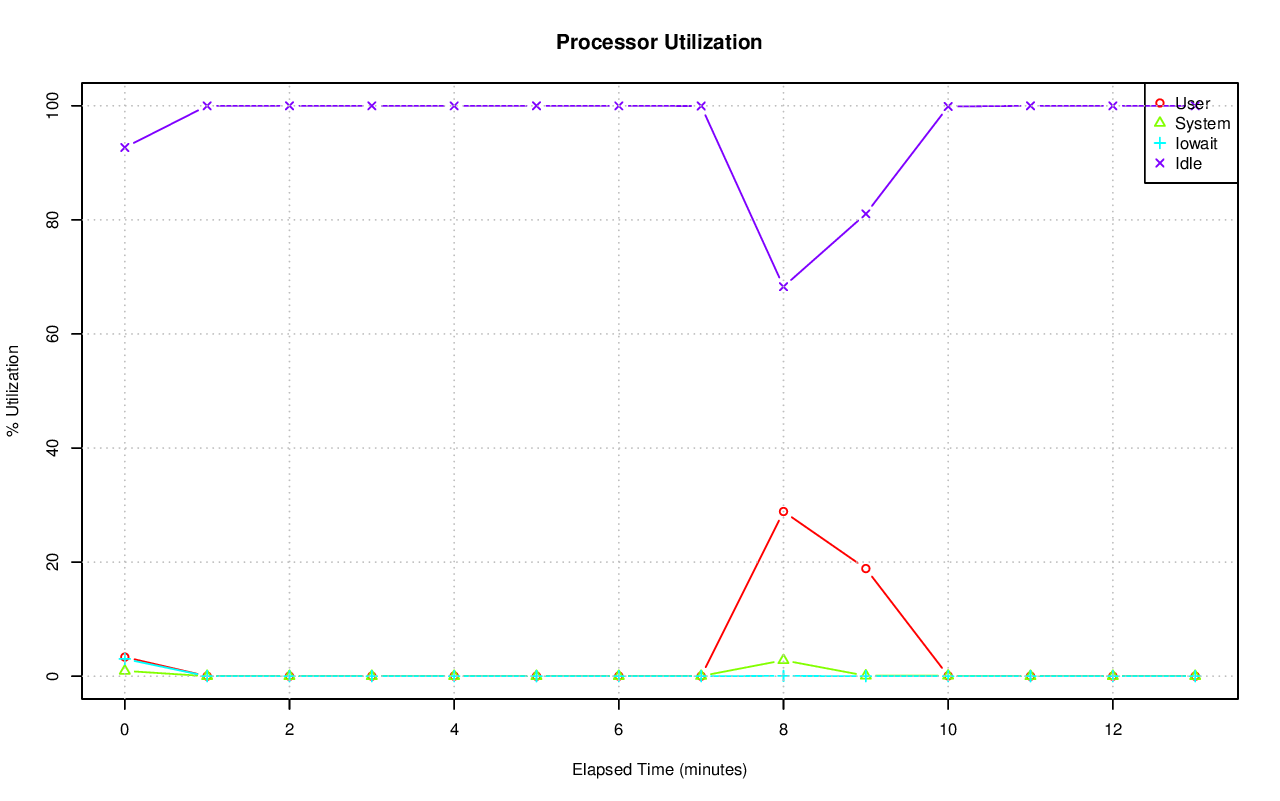 Processor Utilization
100
80
60
40
20
0
% Utilization
User
System
Iowait
Idle
0 2 4 6 8 10 12
Elapsed Time (minutes)